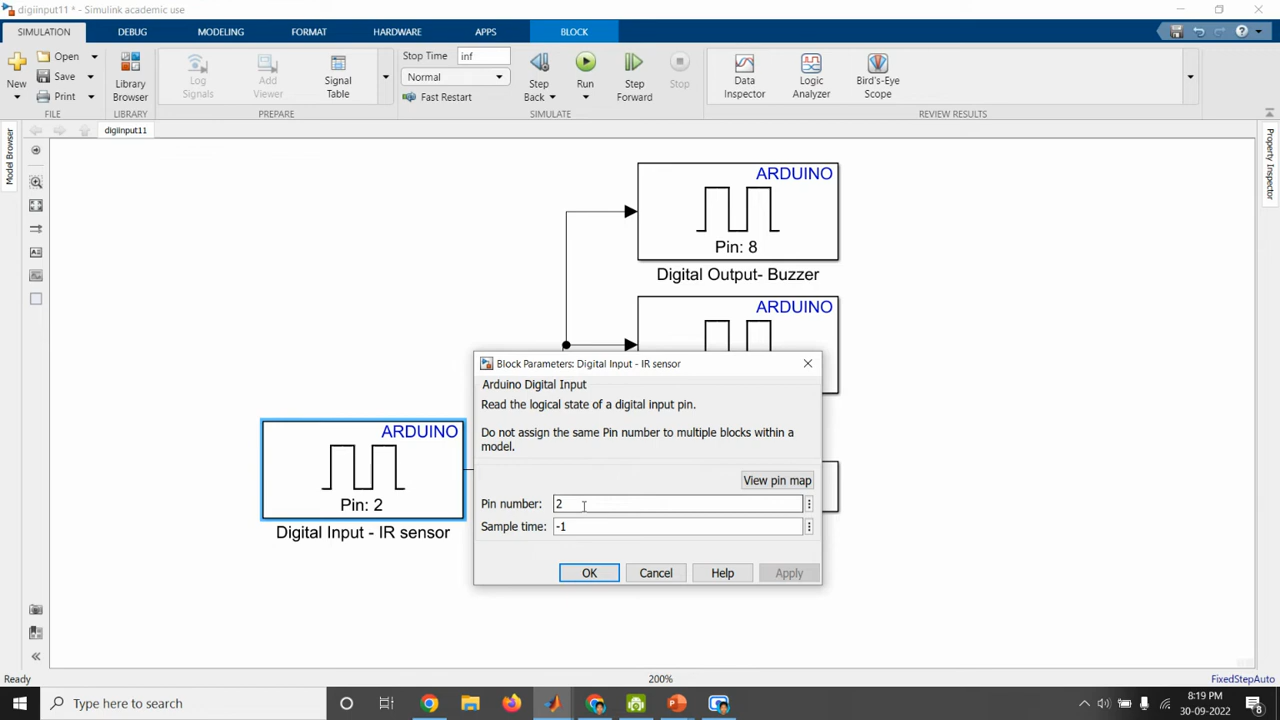 digiinput11 * - Simulink academic use
SIMULATION
DEBUG
MODELING
FORMAT
HARDWARE
APPS
BLOCK
New
Open
Save
Print
FILE
Library
Browser
LIBRARY
Log
Signals
Add
Viewer
Signal
Table
PREPARE
Stop Time inf
Normal
Fast Restart
Step
Back
Run
Step
Forward
Stop
SIMULATE
Data
Inspector
Logic
Analyzer
Bird's-Eye
Scope
REVIEW RESULTS
Model Browser
digiinput11
Property Inspector
ARDUINO
Pin: 8
Digital Output- Buzzer
ARDUINO
ARDUINO
Pin: 2
Digital Input - IR sensor
Block Parameters: Digital Input - IR sensor
Arduino Digital Input
Read the logical state of a digital input pin.
Do not assign the same Pin number to multiple blocks within a
model.
View pin map
Pin number: 2
Sample time: -1
OK
Cancel
Help
Apply
Ready
200%
FixedStepAuto
Type here to search
8:19 PM
30-09-2022
8